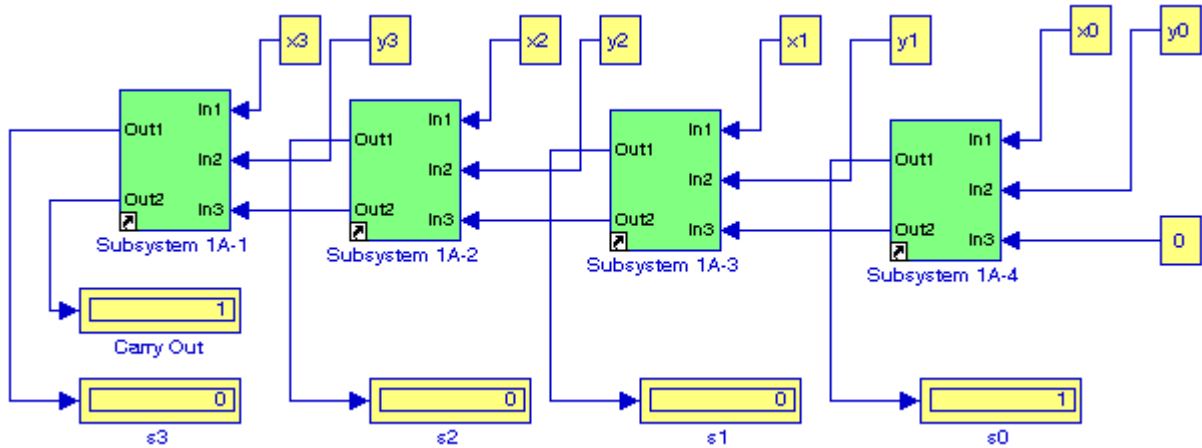 x3 y3 x2 y2 x1 y1 x0 y0
In1
Out1
In2
Out2
In3
Subsystem 1A-1
In1
Out1
In2
Out2
In3
Subsystem 1A-2
In1
Out1
In2
Out2
In3
Subsystem 1A-3
In1
Out1
In2
Out2
In3
Subsystem 1A-4
0
1
Carry Out
0
s3
0
s2
0
s1
1
s0